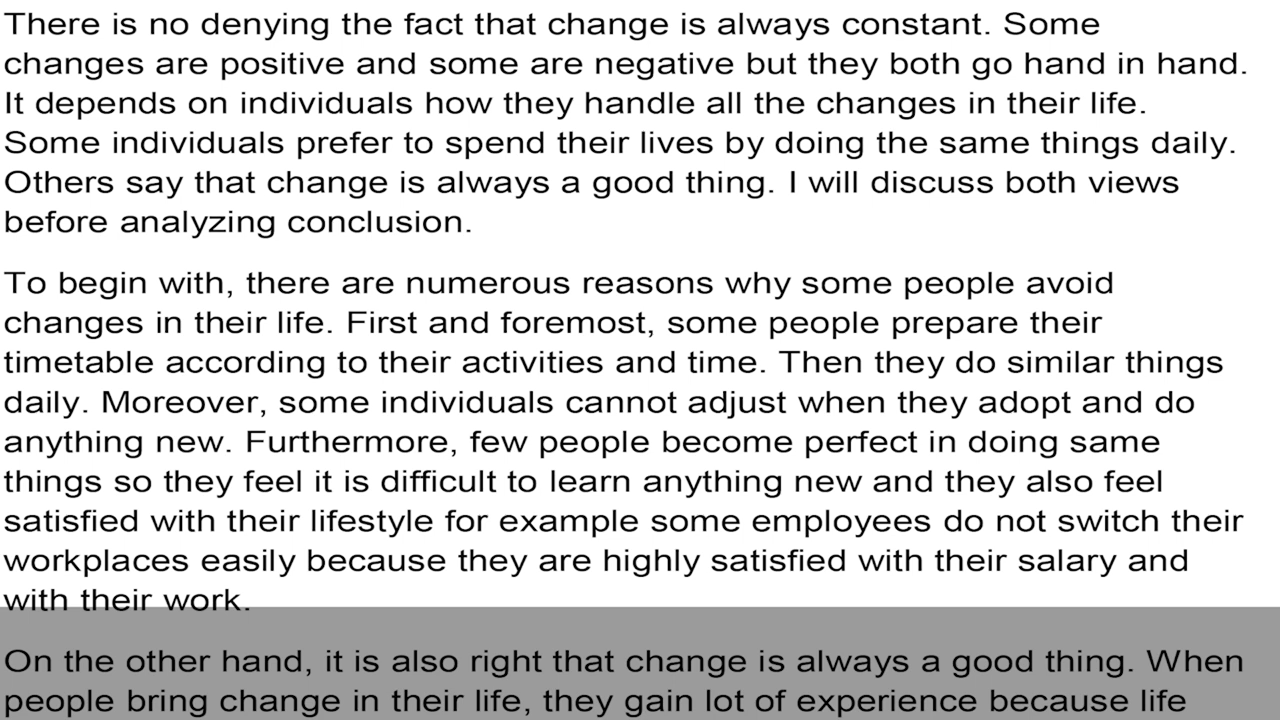 There is no denying the fact that change is always constant. Some
changes are positive and some are negative but they both go hand in hand.
It depends on individuals how they handle all the changes in their life.
Some individuals prefer to spend their lives by doing the same things daily.
Others say that change is always a good thing. I will discuss both views
before analyzing conclusion.
To begin with, there are numerous reasons why some people avoid
changes in their life. First and foremost, some people prepare their
timetable according to their activities and time. Then they do similar things
daily. Moreover, some individuals cannot adjust when they adopt and do
anything new. Furthermore, few people become perfect in doing same
things so they feel it is difficult to learn anything new and they also feel
satisfied with their lifestyle for example some employees do not switch their
workplaces easily because they are highly satisfied with their salary and
with their work.
On the other hand, it is also right that change is always a good thing. When
people bring change in their life, they gain lot of experience because life